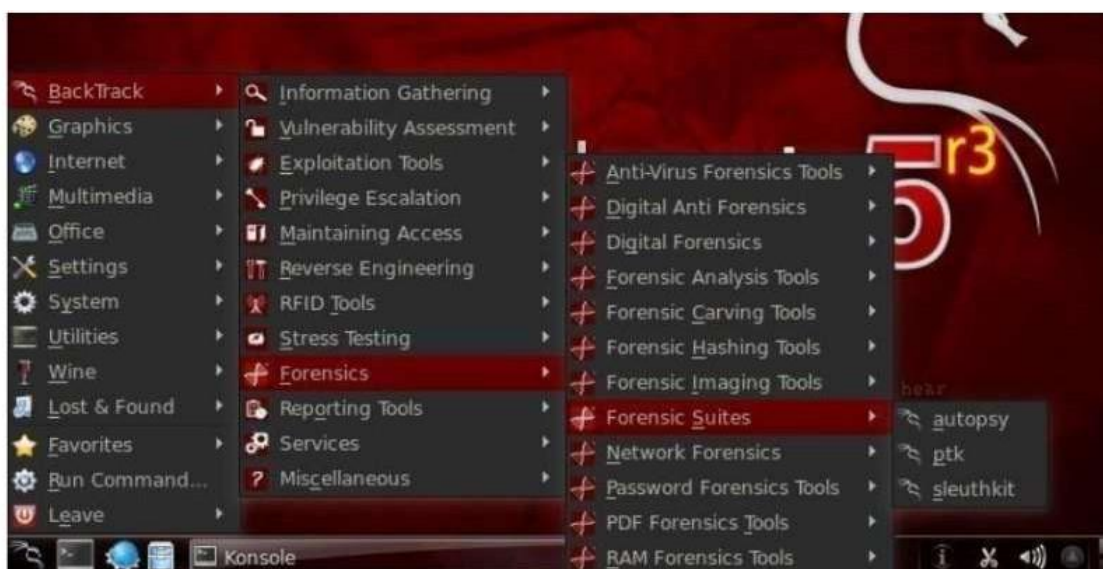 BackTrack
Graphics
Internet
Multimedia
Office
Settings
System
Utilities
Wine
Lost & Found
Favorites
Run Command...
Leave
Information Gathering
Vulnerability Assessment
Exploitation Tools
Privilege Escalation
Maintaining Access
Reverse Engineering
RFID Tools
Stress Testing
Forensics
Reporting Tools
Services
Miscellaneous
Anti-Virus Forensics Tools
Digital Anti Forensics
Digital Forensics
Forensic Analysis Tools
Forensic Carving Tools
Forensic Hashing Tools
Forensic Imaging Tools
Forensic Suites
Network Forensics
Password Forensics Tools
PDF Forensics Tools
RAM Forensics Tools
autopsy
ptk
sleuthkit
5 r3
hear
Konsole